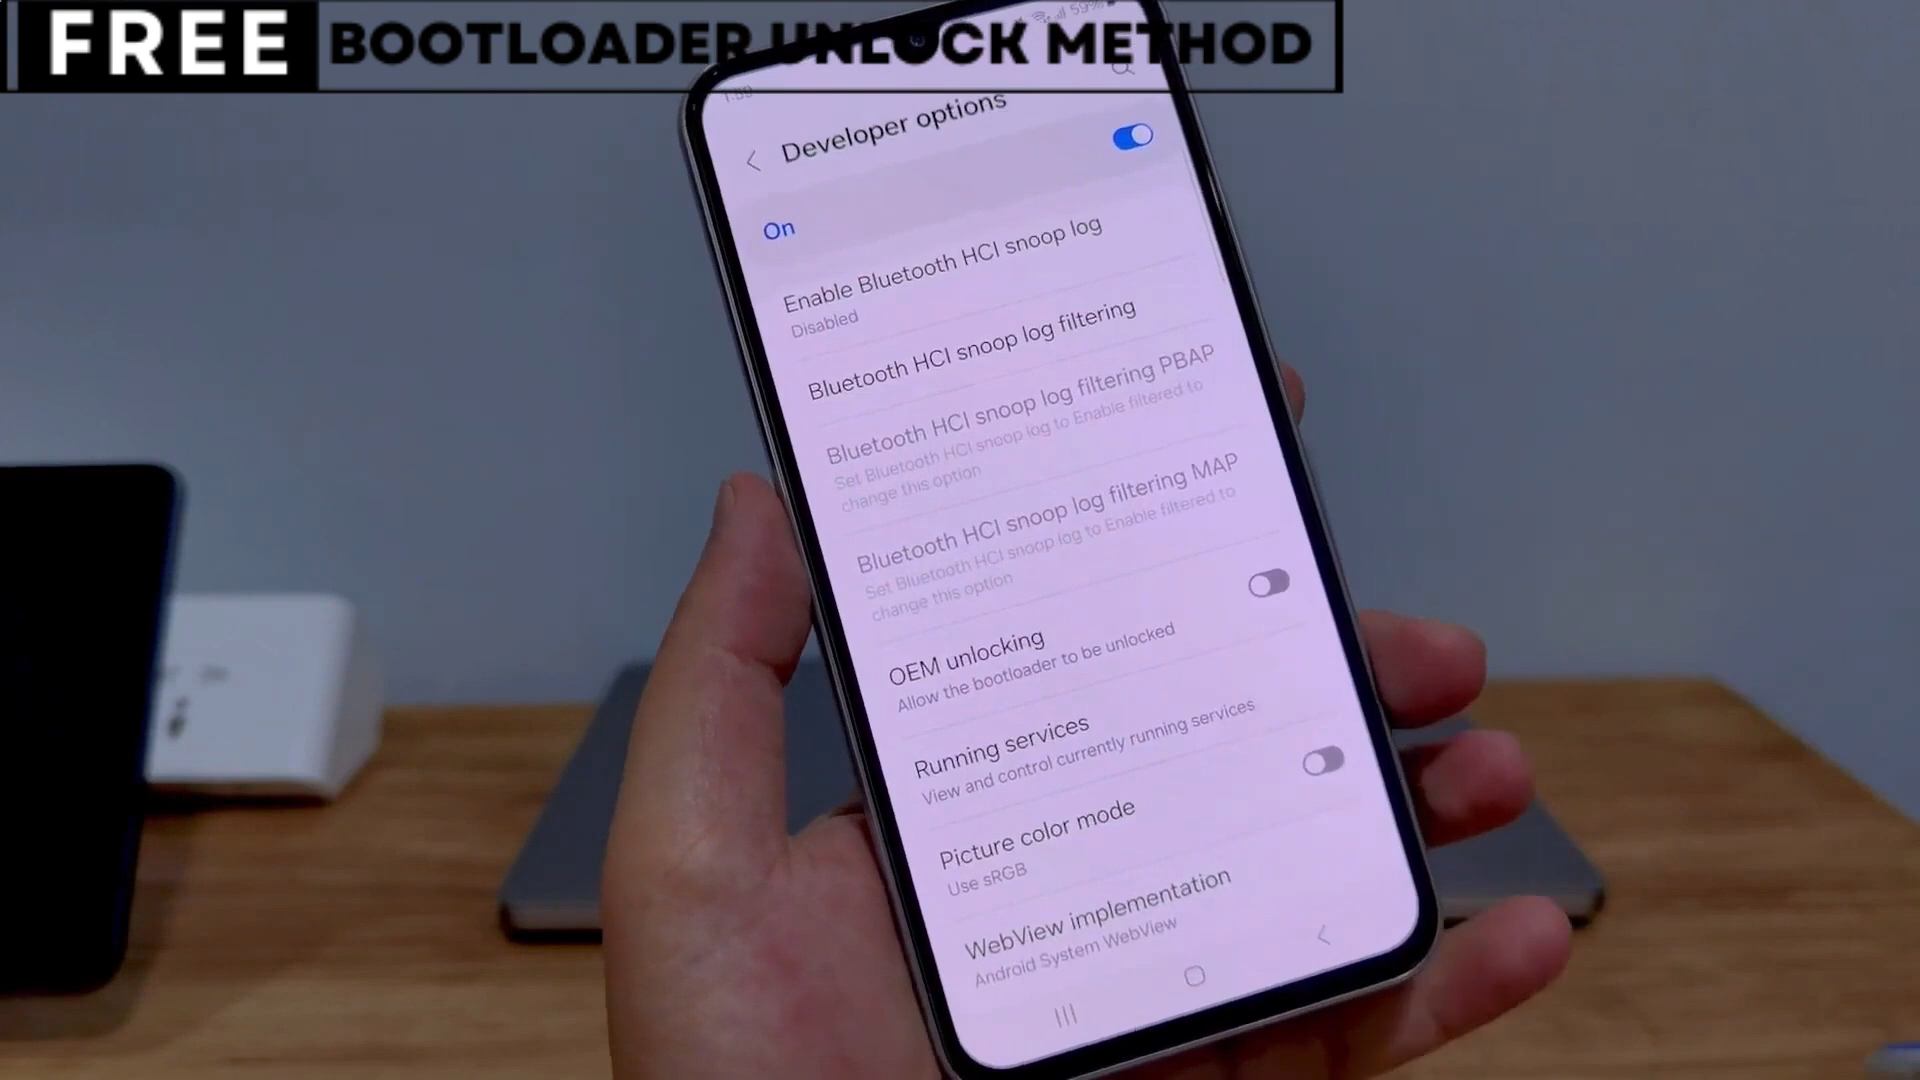 FREE BOOTLOADER UNLOCK METHOD
59%
1:59
Developer options
On
Enable Bluetooth HCI snoop log
Disabled
Bluetooth HCI snoop log filtering
Bluetooth HCI snoop log filtering PBAP
Set Bluetooth HCI snoop log to Enable filtered to
change this option
Bluetooth HCI snoop log filtering MAP
Set Bluetooth HCI snoop log to Enable filtered to
change this option
OEM unlocking
Allow the bootloader to be unlocked
Running services
View and control currently running services
Picture color mode
Use sRGB
WebView implementation
Android System WebView